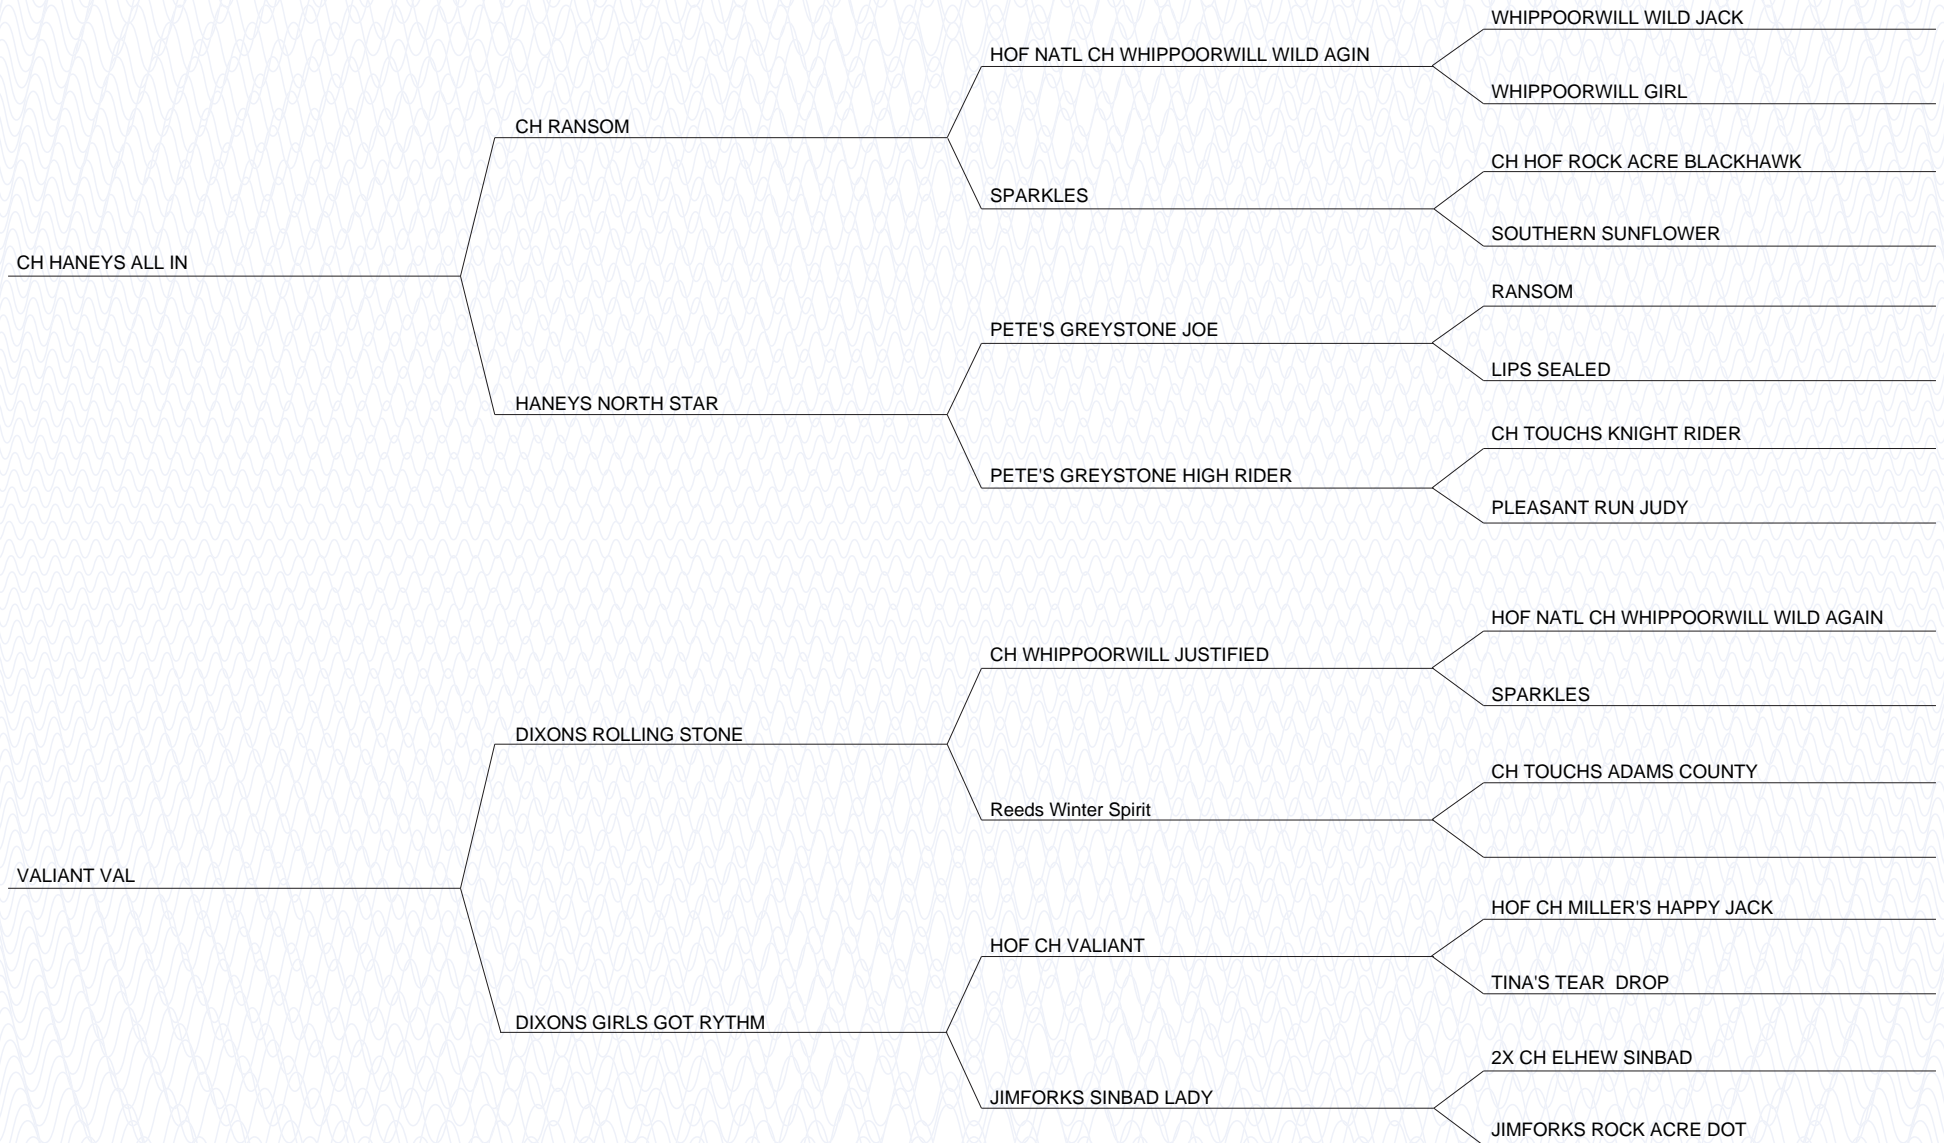 WHIPPOORWILL WILD JACK
HOF NATL CH WHIPPOORWILL WILD AGIN
WHIPPOORWILL GIRL
CH RANSOM
CH HOF ROCK ACRE BLACKHAWK
SPARKLES
SOUTHERN SUNFLOWER
CH HANEYS ALL IN
RANSOM
PETE'S GREYSTONE JOE
LIPS SEALED
HANEYS NORTH STAR
CH TOUCHS KNIGHT RIDER
PETE'S GREYSTONE HIGH RIDER
PLEASANT RUN JUDY
HOF NATL CH WHIPPOORWILL WILD AGAIN
CH WHIPPOORWILL JUSTIFIED
SPARKLES
DIXONS ROLLING STONE
CH TOUCHS ADAMS COUNTY
Reeds Winter Spirit
VALIANT VAL
HOF CH MILLER'S HAPPY JACK
HOF CH VALIANT
TINA'S TEAR  DROP
DIXONS GIRLS GOT RYTHM
2X CH ELHEW SINBAD
JIMFORKS SINBAD LADY
JIMFORKS ROCK ACRE DOT